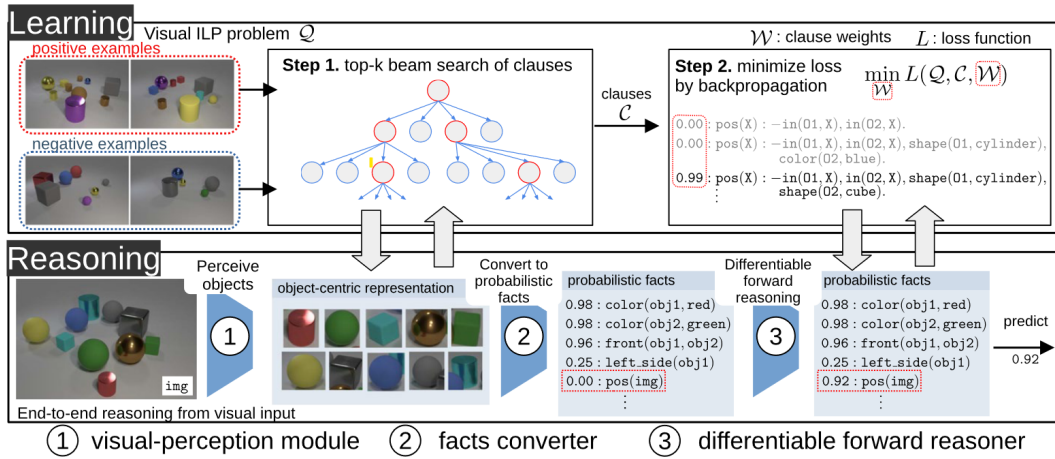 Learning
Visual ILP problem 𝒬
𝒲 : clause weights L : loss function
positive examples
negative examples
Step 1. top-k beam search of clauses
clauses
𝒞
Step 2. minimize loss
by backpropagation
min L(𝒬, 𝒞, 𝒲)
𝒲
0.00 : pos(X) : −in(O1, X), in(O2, X).
0.00 : pos(X) : −in(O1, X), in(O2, X), shape(O1, cylinder),
color(O2, blue).
0.99 : pos(X) : −in(O1, X), in(O2, X), shape(O1, cylinder),
shape(O2, cube).
⋮
Reasoning
img
End-to-end reasoning from visual input
Perceive
objects
1
object-centric representation
Convert to
probabilistic
facts
2
probabilistic facts
0.98 : color(obj1, red)
0.98 : color(obj2, green)
0.96 : front(obj1, obj2)
0.25 : left_side(obj1)
0.00 : pos(img)
⋮
Differentiable
forward
reasoning
3
probabilistic facts
0.98 : color(obj1, red)
0.98 : color(obj2, green)
0.96 : front(obj1, obj2)
0.25 : left_side(obj1)
0.92 : pos(img)
⋮
predict
0.92
1 visual-perception module 2 facts converter 3 differentiable forward reasoner